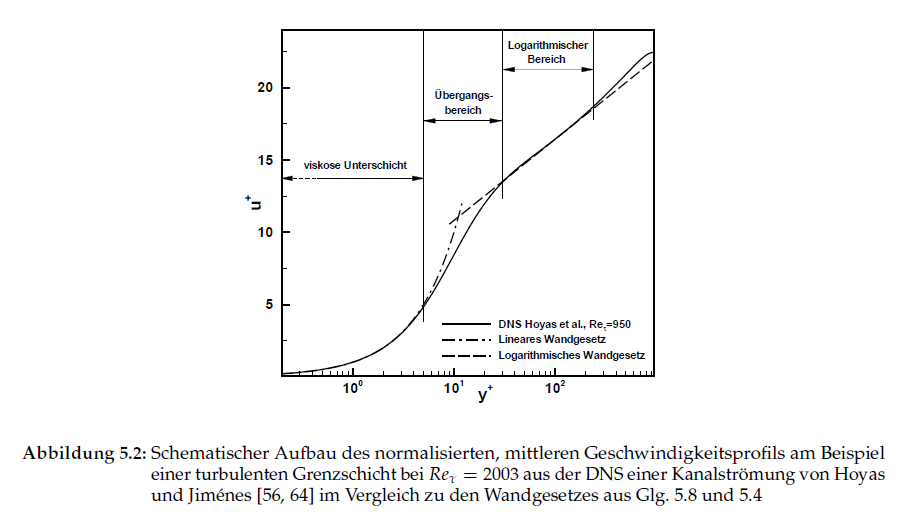 Logarithmischer
Bereich
20
Übergangs-
bereich
15
viskose Unterschicht
u⁺
10
5
DNS Hoyas et al., Reτ=950
Lineares Wandgesetz
Logarithmisches Wandgesetz
10⁰
10¹
10²
y⁺
Abbildung 5.2: Schematischer Aufbau des normalisierten, mittleren Geschwindigkeitsprofils am Beispiel
einer turbulenten Grenzschicht bei Reτ = 2003 aus der DNS einer Kanalströmung von Hoyas
und Jiménes [56, 64] im Vergleich zu den Wandgesetzes aus Glg. 5.8 und 5.4